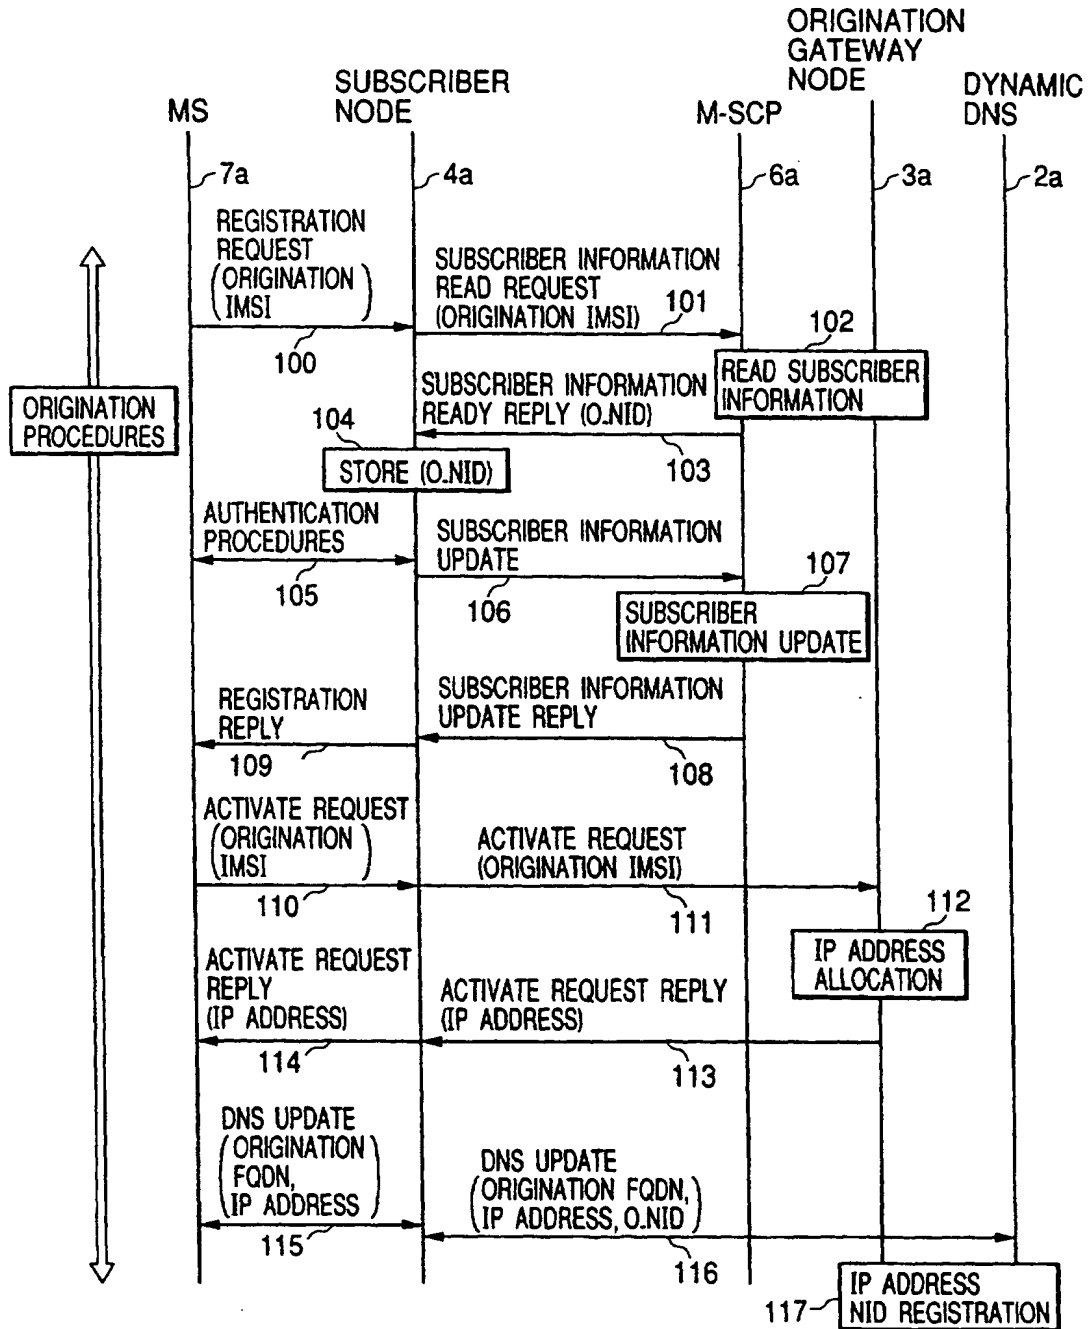 ORIGINATION
GATEWAY
NODE
SUBSCRIBER
NODE
DYNAMIC
DNS
MS
M-SCP
7a
4a
6a
3a
2a
REGISTRATION
REQUEST
(ORIGINATION
IMSI)
100
SUBSCRIBER INFORMATION
READ REQUEST
(ORIGINATION IMSI)
101
102
READ SUBSCRIBER
INFORMATION
ORIGINATION
PROCEDURES
SUBSCRIBER INFORMATION
READY REPLY (O_NID)
103
104
STORE (O_NID)
AUTHENTICATION
PROCEDURES
105
SUBSCRIBER INFORMATION
UPDATE
106
107
SUBSCRIBER
INFORMATION UPDATE
REGISTRATION
REPLY
109
SUBSCRIBER INFORMATION
UPDATE REPLY
108
ACTIVATE REQUEST
(ORIGINATION
IMSI)
110
ACTIVATE REQUEST
(ORIGINATION IMSI)
111
112
IP ADDRESS
ALLOCATION
ACTIVATE REQUEST
REPLY
(IP ADDRESS)
114
ACTIVATE REQUEST REPLY
(IP ADDRESS)
113
DNS UPDATE
(ORIGINATION
FQDN,
IP ADDRESS)
115
DNS UPDATE
(ORIGINATION FQDN,
IP ADDRESS, O_NID)
116
117
IP ADDRESS
NID REGISTRATION